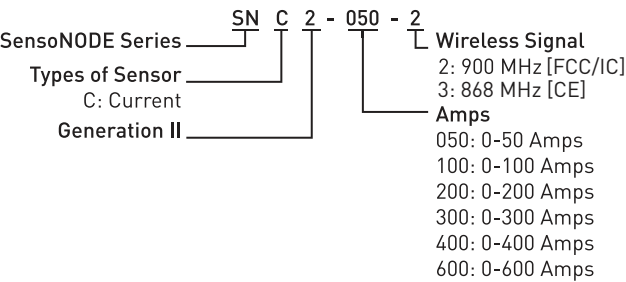 SN C 2 - 050 - 2
SensoNODE Series
Types of Sensor
C: Current
Generation II
Wireless Signal
2: 900 MHz [FCC/IC]
3: 868 MHz [CE]
Amps
050: 0-50 Amps
100: 0-100 Amps
200: 0-200 Amps
300: 0-300 Amps
400: 0-400 Amps
600: 0-600 Amps